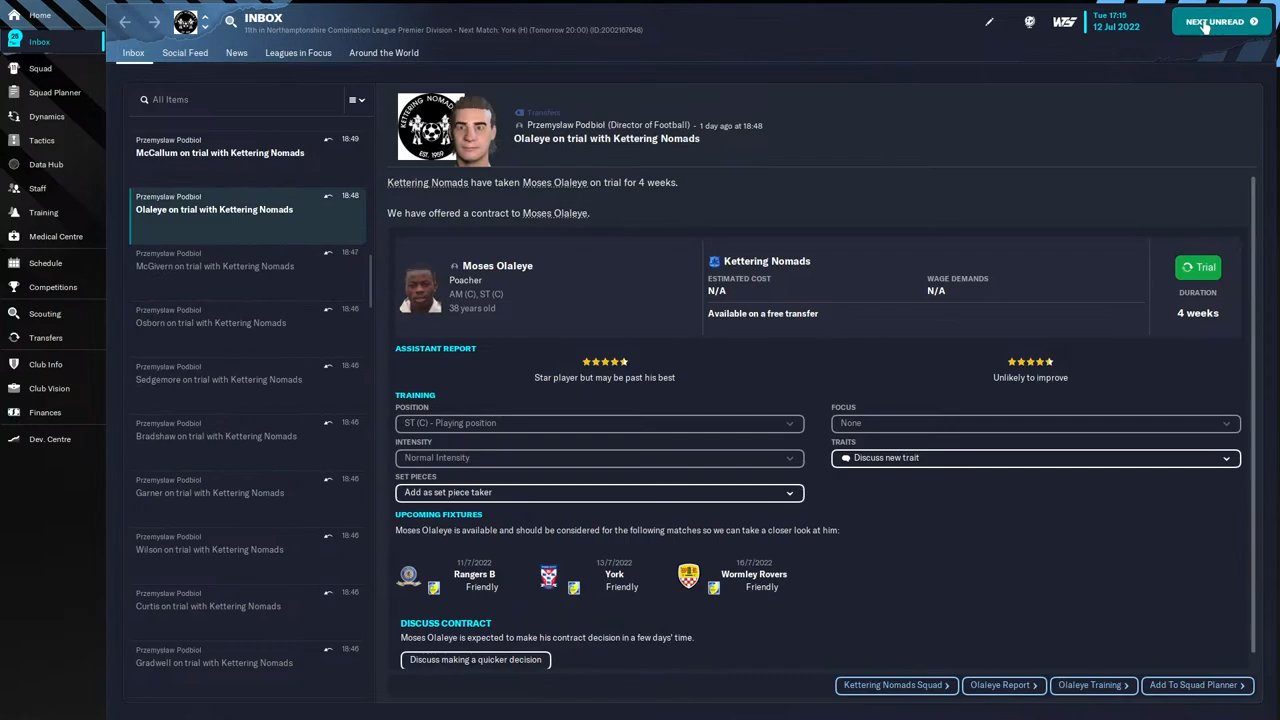 Home
26
Inbox
Squad
Squad Planner
Dynamics
Tactics
Data Hub
Staff
Training
Medical Centre
Schedule
Competitions
Scouting
Transfers
Club Info
Club Vision
Finances
Dev. Centre
INBOX
11th in Northamptonshire Combination League Premier Division - Next Match: York (H) (Tomorrow 20:00) (ID:2002167648)
Tue 17:15
12 Jul 2022
NEXT UNREAD
Inbox
Social Feed
News
Leagues in Focus
Around the World
All Items
Przemysław Podbiol
18:49
McCallum on trial with Kettering Nomads
Przemysław Podbiol
18:48
Olaleye on trial with Kettering Nomads
Przemysław Podbiol
18:47
McGivern on trial with Kettering Nomads
Przemysław Podbiol
18:46
Osborn on trial with Kettering Nomads
Przemysław Podbiol
18:46
Sedgemore on trial with Kettering Nomads
Przemysław Podbiol
18:46
Bradshaw on trial with Kettering Nomads
Przemysław Podbiol
18:46
Garner on trial with Kettering Nomads
Przemysław Podbiol
18:46
Wilson on trial with Kettering Nomads
Przemysław Podbiol
18:46
Curtis on trial with Kettering Nomads
Przemysław Podbiol
18:46
Gradwell on trial with Kettering Nomads
KETTERING NOMADS
EST. 1959
Transfers
Przemysław Podbiol (Director of Football) - 1 day ago at 18:48
Olaleye on trial with Kettering Nomads
Kettering Nomads have taken Moses Olaleye on trial for 4 weeks.
We have offered a contract to Moses Olaleye.
Moses Olaleye
Poacher
AM (C), ST (C)
38 years old
Kettering Nomads
ESTIMATED COST
N/A
WAGE DEMANDS
N/A
Available on a free transfer
Trial
DURATION
4 weeks
ASSISTANT REPORT
Star player but may be past his best
Unlikely to improve
TRAINING
POSITION
ST (C) - Playing position
FOCUS
None
INTENSITY
Normal Intensity
TRAITS
Discuss new trait
SET PIECES
Add as set piece taker
UPCOMING FIXTURES
Moses Olaleye is available and should be considered for the following matches so we can take a closer look at him:
11/7/2022
Rangers B
Friendly
13/7/2022
York
Friendly
16/7/2022
Wormley Rovers
Friendly
DISCUSS CONTRACT
Moses Olaleye is expected to make his contract decision in a few days' time.
Discuss making a quicker decision
Kettering Nomads Squad
Olaleye Report
Olaleye Training
Add To Squad Planner